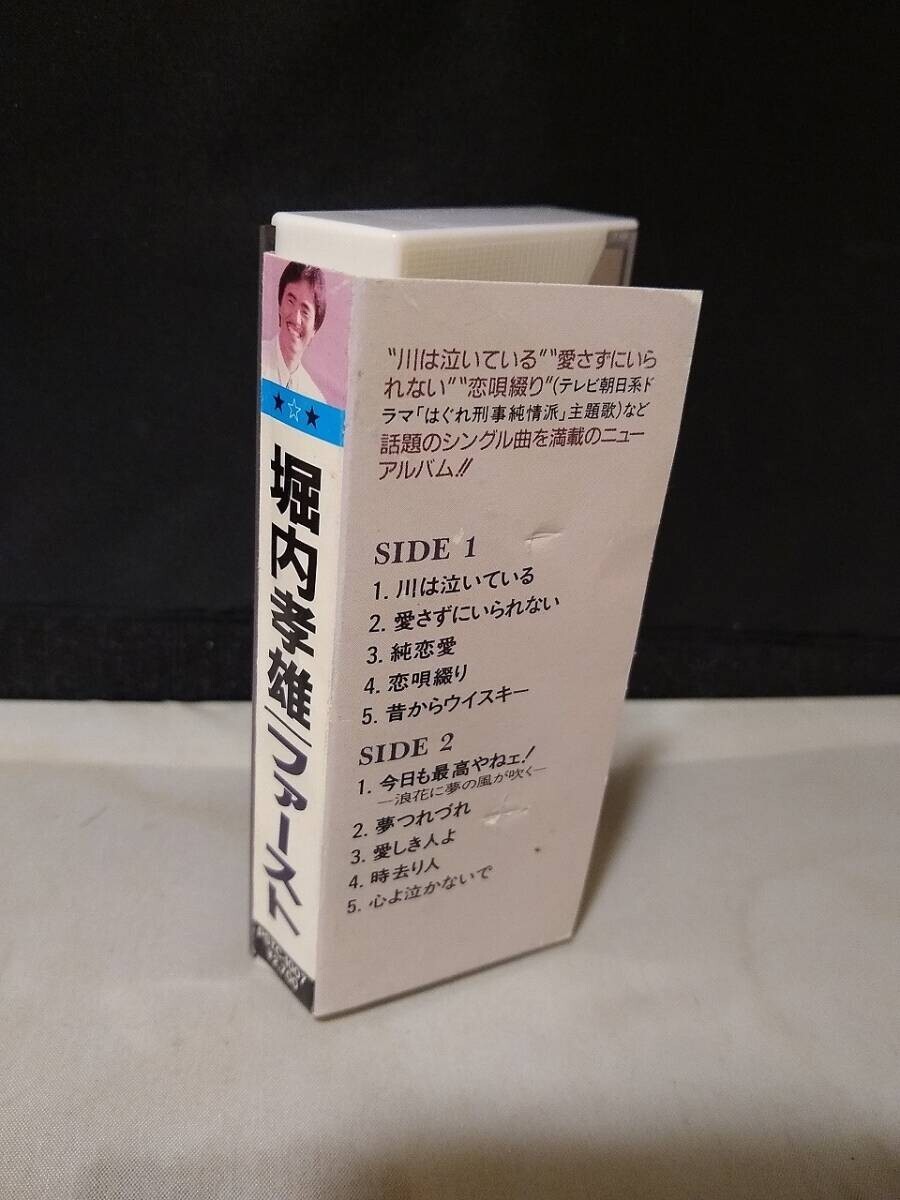 ★☆★
堀内孝雄/ファースト
¥2,700
"川は泣いている""愛さずにいら
れない""恋唄綴り"(テレビ朝日系ド
ラマ「はぐれ刑事純情派」主題歌)など
話題のシングル曲を満載のニュー
アルバム!!
SIDE 1
1. 川は泣いている
2. 愛さずにいられない
3. 純恋愛
4. 恋唄綴り
5. 昔からウイスキー
SIDE 2
1. 今日も最高やねェ!
—浪花に夢の風が吹く—
2. 夢つれづれ
3. 愛しき人よ
4. 時去り人
5. 心よ泣かないで